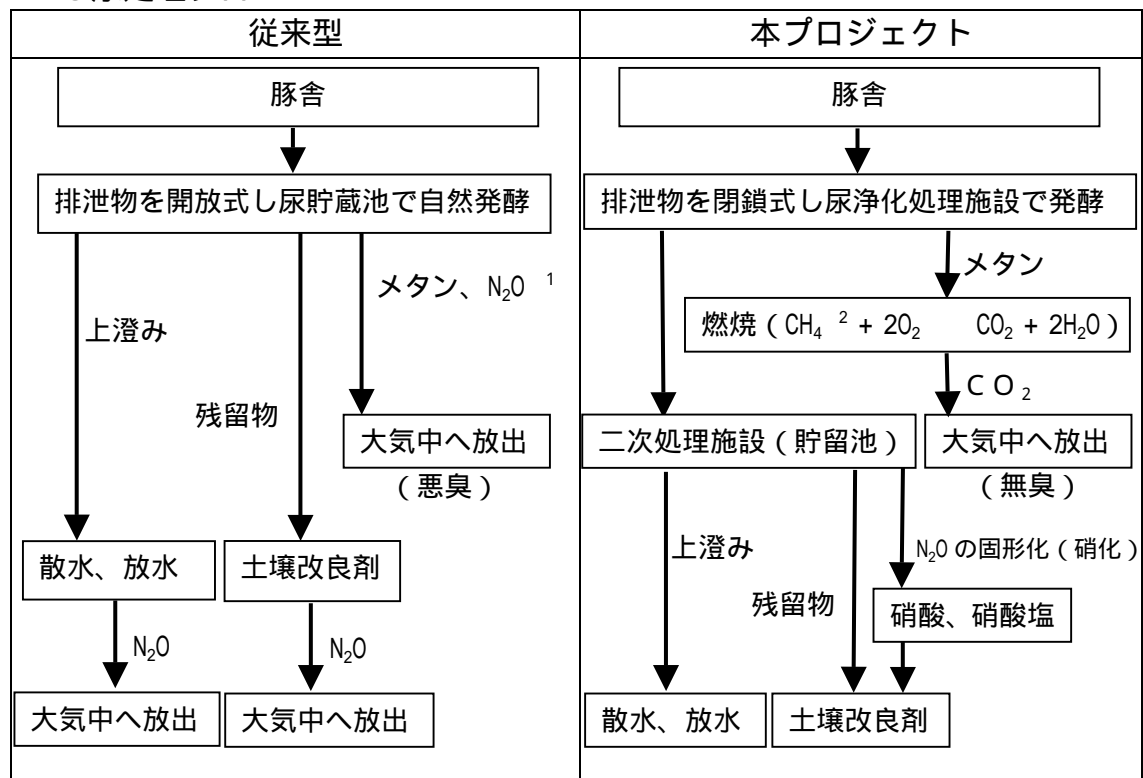 従来型
豚舎
排泄物を開放式し尿貯蔵池で自然発酵
メタン、N₂O ¹
上澄み
残留物
大気中へ放出
(悪臭)
散水、放水
土壌改良剤
N₂O
N₂O
大気中へ放出
大気中へ放出
本プロジェクト
豚舎
排泄物を閉鎖式し尿浄化処理施設で発酵
メタン
燃焼(CH₄ ² + 2O₂ CO₂ + 2H₂O)
CO₂
二次処理施設(貯留池)
大気中へ放出
(無臭)
上澄み
N₂Oの固形化(硝化)
残留物
硝酸、硝酸塩
散水、放水
土壌改良剤